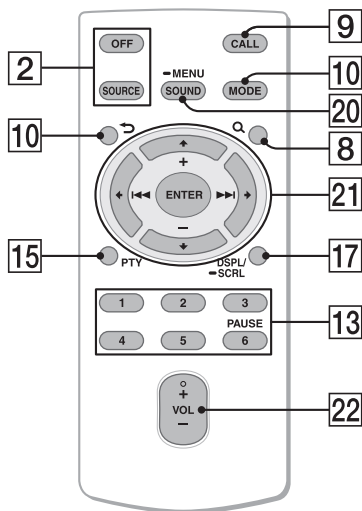 9
OFF
CALL
2
– MENU
10
SOURCE
SOUND
MODE
20
10
8
+
ENTER
21
–
15
PTY
DSPL/
– SCRL
17
1
2
3
13
PAUSE
4
5
6
+
VOL
22
–